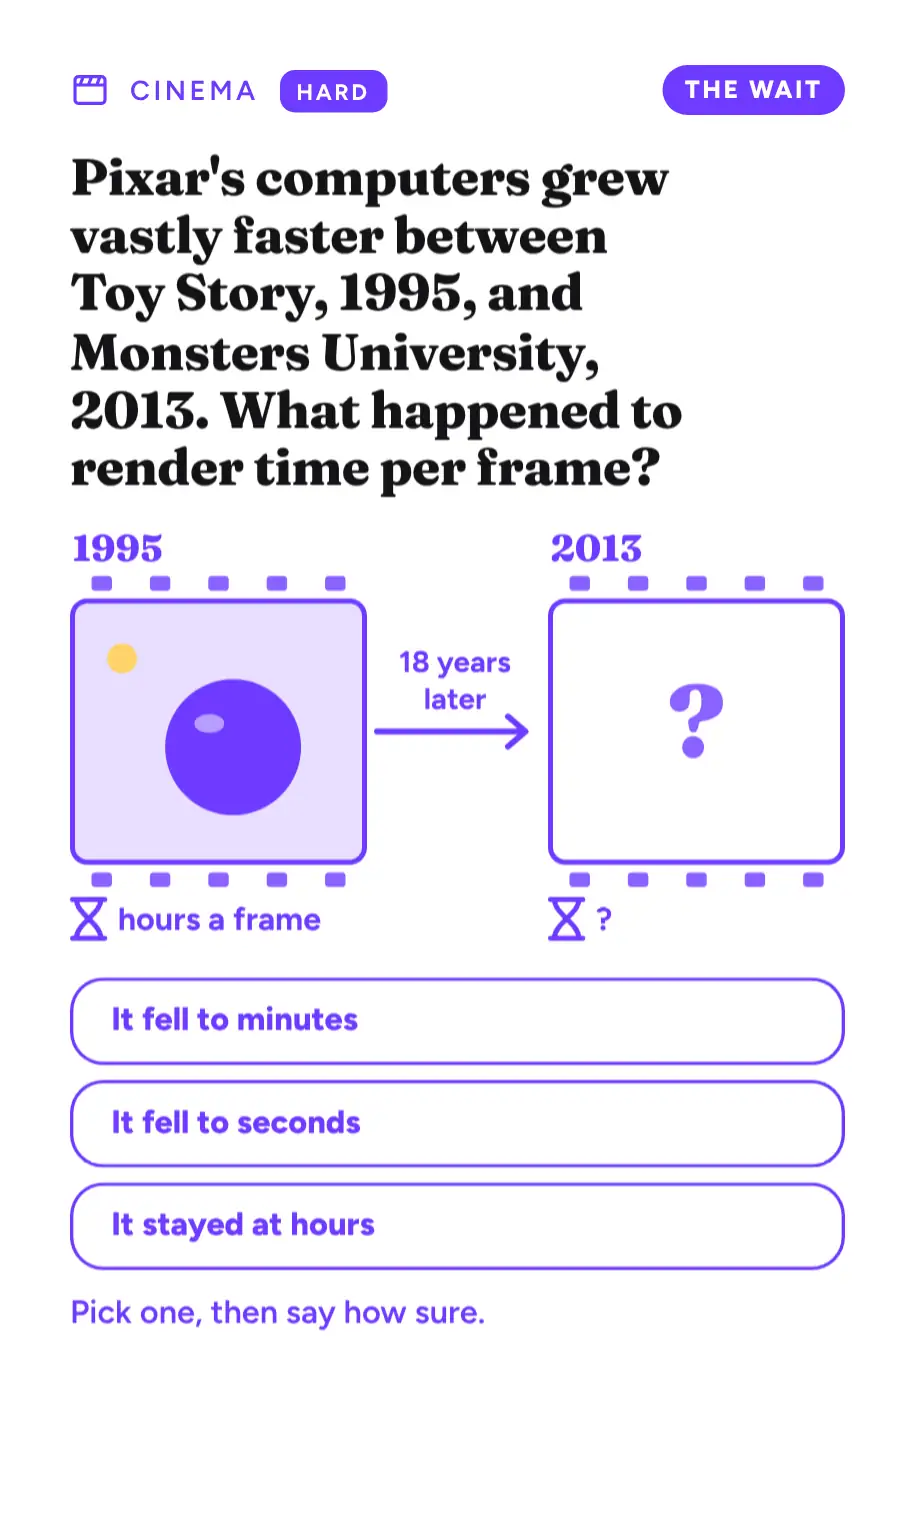 CINEMA HARD THE WAIT
Pixar's computers grew
vastly faster between
Toy Story, 1995, and
Monsters University,
2013. What happened to
render time per frame?
1995 2013
18 years
later
?
hours a frame ?
It fell to minutes
It fell to seconds
It stayed at hours
Pick one, then say how sure.